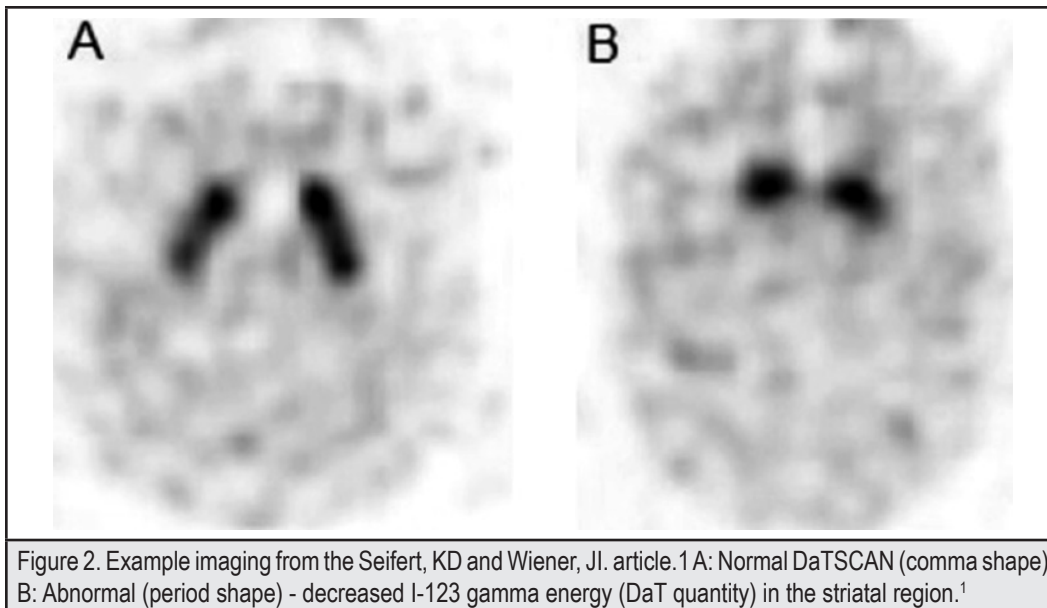 A B
Figure 2. Example imaging from the Seifert, KD and Wiener, JI. article.1 A: Normal DaTSCAN (comma shape)
B: Abnormal (period shape) - decreased I-123 gamma energy (DaT quantity) in the striatal region.1